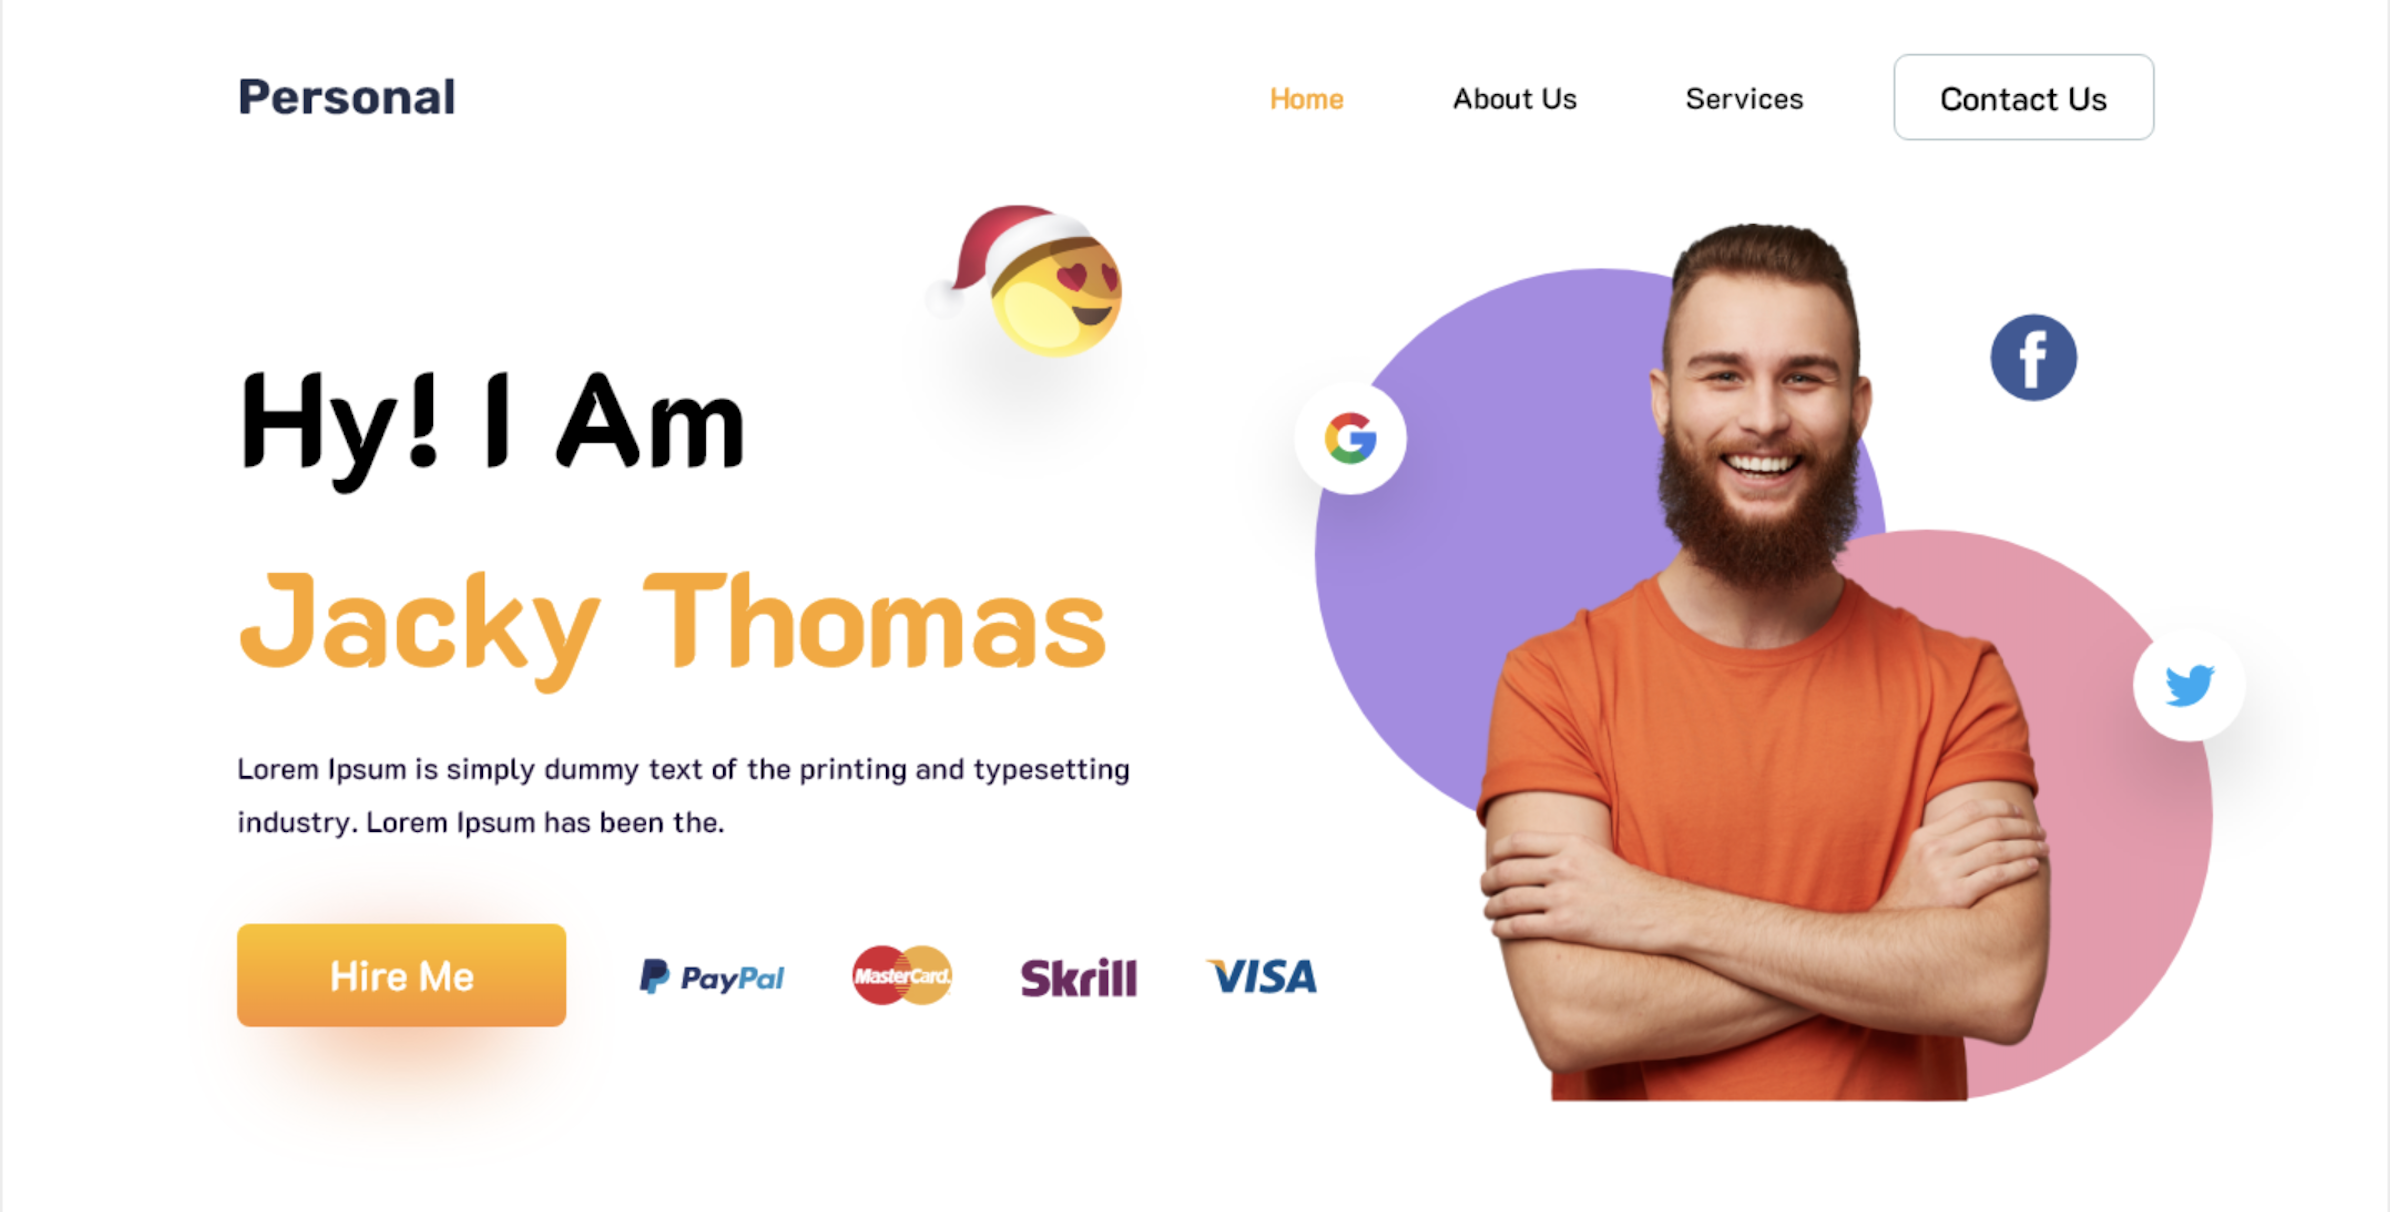 Personal
Home About Us Services Contact Us
Hy! I Am
Jacky Thomas
Lorem Ipsum is simply dummy text of the printing and typesetting
industry. Lorem Ipsum has been the.
Hire Me PayPal MasterCard. Skrill VISA